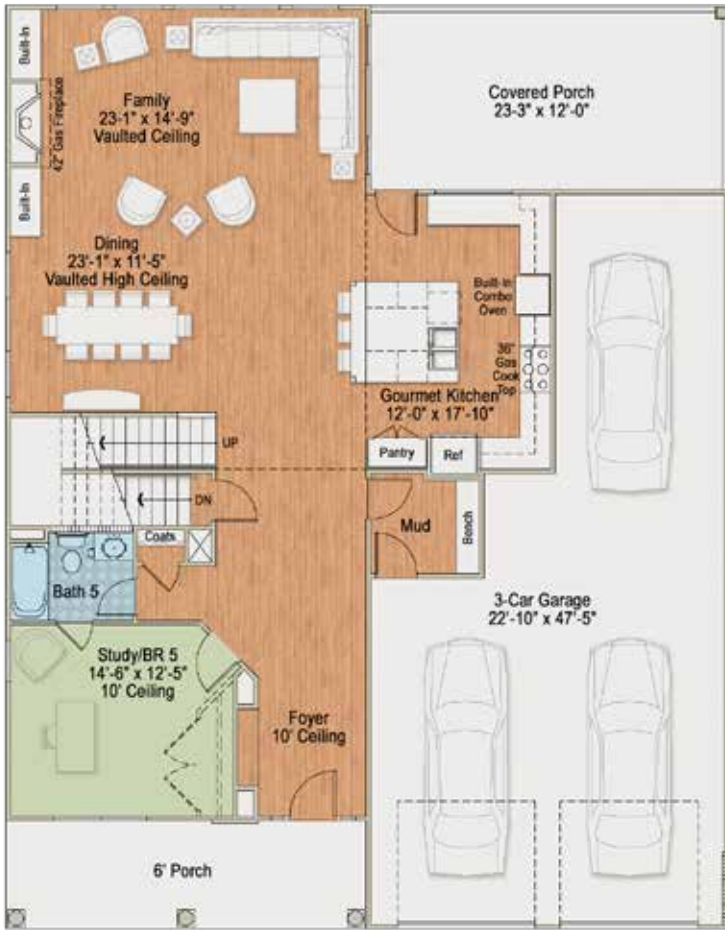 Built-In
42" Gas Fireplace
Built-In
Family
23'-1" x 14'-9"
Vaulted Ceiling
Covered Porch
23'-3" x 12'-0"
Dining
23'-1" x 11'-5"
Vaulted High Ceiling
Built-In
Combo
Oven
36"
Gas
Cook
Top
Gourmet Kitchen
12'-0" x 17'-10"
UP
Pantry
Ref
DN
Mud
Bench
Coats
Bath 5
3-Car Garage
22'-10" x 47'-5"
Study/BR 5
14'-6" x 12'-5"
10' Ceiling
Foyer
10' Ceiling
6' Porch